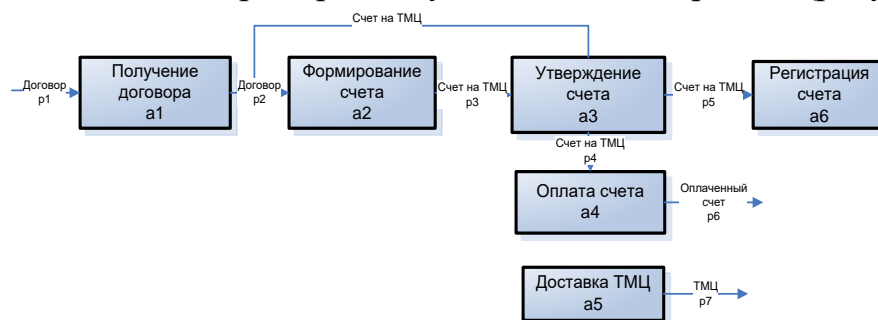 Счет на ТМЦ
Договор
р1
Получение
договора
а1
Договор
р2
Формирование
счета
а2
Счет на ТМЦ
р3
Утверждение
счета
а3
Счет на ТМЦ
р5
Регистрация
счета
а6
Счет на ТМЦ
р4
Оплата счета
а4
Оплаченный
счет
р6
Доставка ТМЦ
а5
ТМЦ
р7